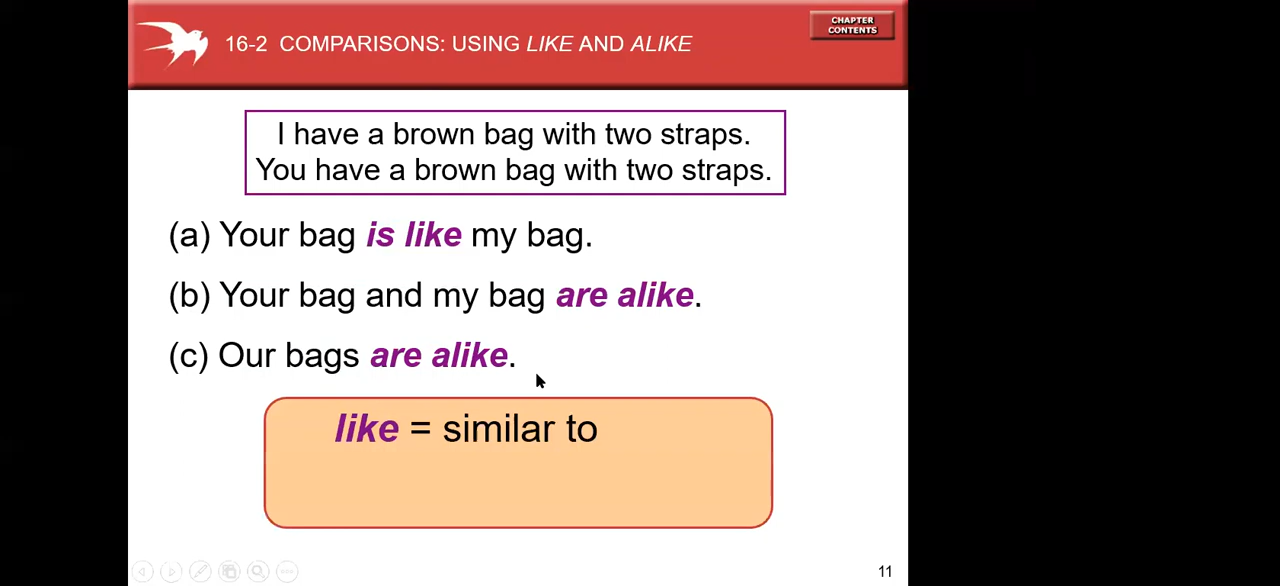 CHAPTER
CONTENTS
16-2 COMPARISONS: USING LIKE AND ALIKE
I have a brown bag with two straps.
You have a brown bag with two straps.
(a) Your bag is like my bag.
(b) Your bag and my bag are alike.
(c) Our bags are alike.
like = similar to
11